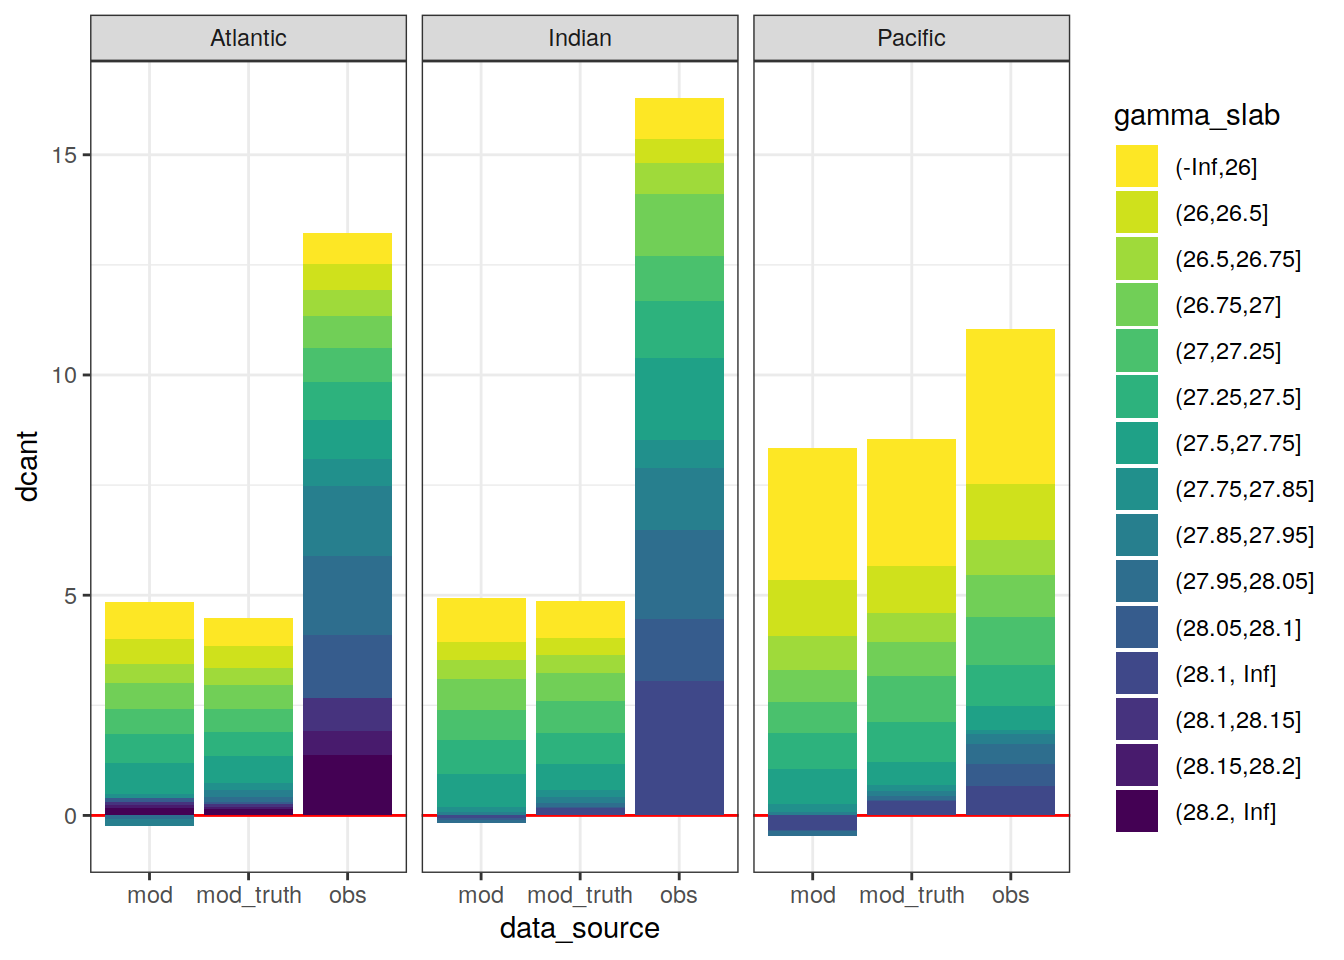 Atlantic
Indian
Pacific
dcant
15
10
5
0
mod
mod_truth
obs
mod
mod_truth
obs
mod
mod_truth
obs
data_source
gamma_slab
(-Inf,26]
(26,26.5]
(26.5,26.75]
(26.75,27]
(27,27.25]
(27.25,27.5]
(27.5,27.75]
(27.75,27.85]
(27.85,27.95]
(27.95,28.05]
(28.05,28.1]
(28.1, Inf]
(28.1,28.15]
(28.15,28.2]
(28.2, Inf]